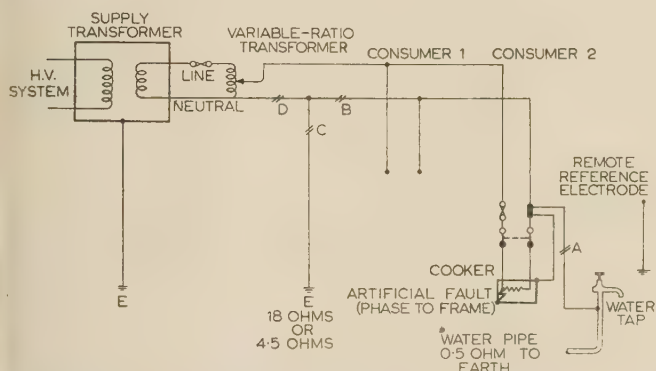 SUPPLY
TRANSFORMER
VARIABLE-RATIO
TRANSFORMER
CONSUMER 1
CONSUMER 2
H.V.
SYSTEM
LINE
NEUTRAL
D
B
C
REMOTE
REFERENCE
ELECTRODE
A
COOKER
E
E
18 OHMS
OR
4·5 OHMS
ARTIFICIAL FAULT
(PHASE TO FRAME)
WATER
TAP
WATER PIPE
0·5 OHM TO
EARTH